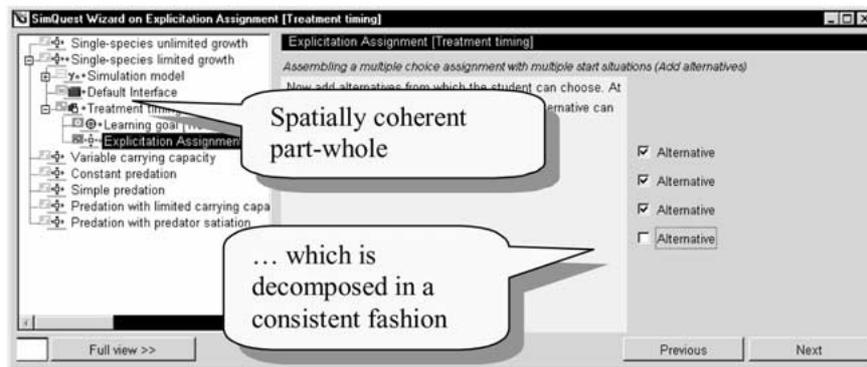 SimQuest Wizard on Explicitation Assignment [Treatment timing]
Single-species unlimited growth
Single-species limited growth
Simulation model
Default Interface
Treatment timing
Learning goal
Explicitation Assignment
Variable carrying capacity
Constant predation
Simple predation
Predation with limited carrying capa
Predation with predator satiation
Explicitation Assignment [Treatment timing]
Assembling a multiple choice assignment with multiple start situations (Add alternatives)
Now add alternatives from which the student can choose. At
ernative can
Spatially coherent
part-whole
Alternative
Alternative
Alternative
Alternative
… which is
decomposed in a
consistent fashion
Full view >>
Previous
Next